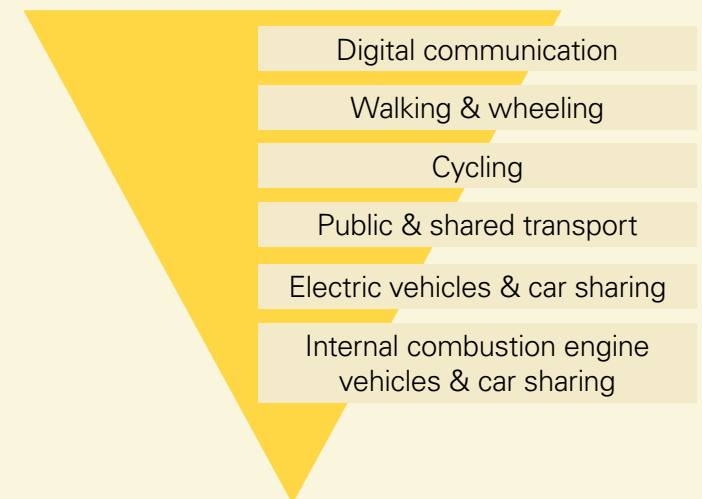 Digital communication
Walking & wheeling
Cycling
Public & shared transport
Electric vehicles & car sharing
Internal combustion engine
vehicles & car sharing